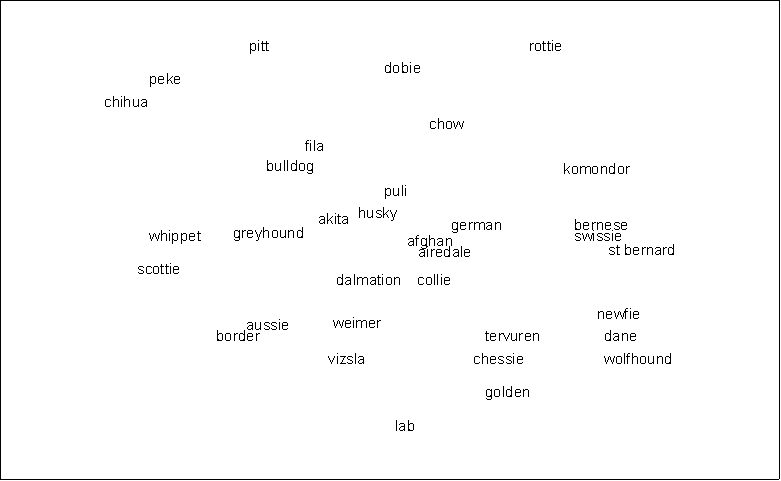 pitt
rottie
dobie
peke
chihua
chow
fila
bulldog
komondor
puli
husky
akita
german
bernese
greyhound
whippet
swissie
afghan
st bernard
airedale
scottie
dalmation
collie
newfie
weimer
aussie
border
tervuren
dane
vizsla
chessie
wolfhound
golden
lab